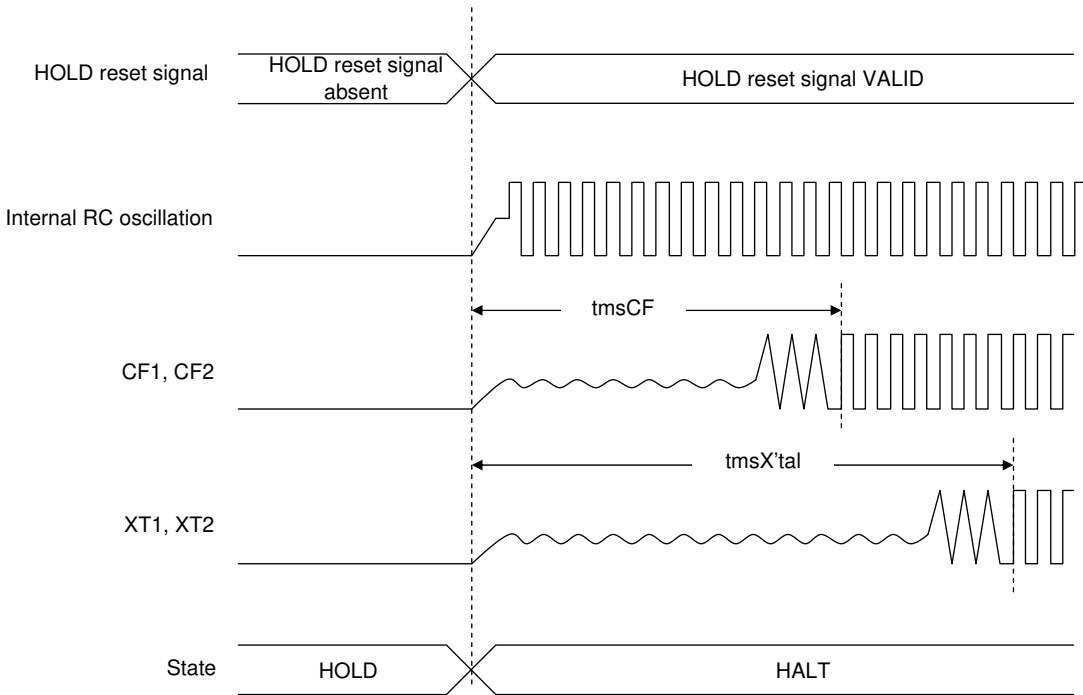 HOLD reset signal
HOLD reset signal
absent
HOLD reset signal VALID
Internal RC oscillation
tmsCF
CF1, CF2
tmsX'tal
XT1, XT2
State
HOLD
HALT